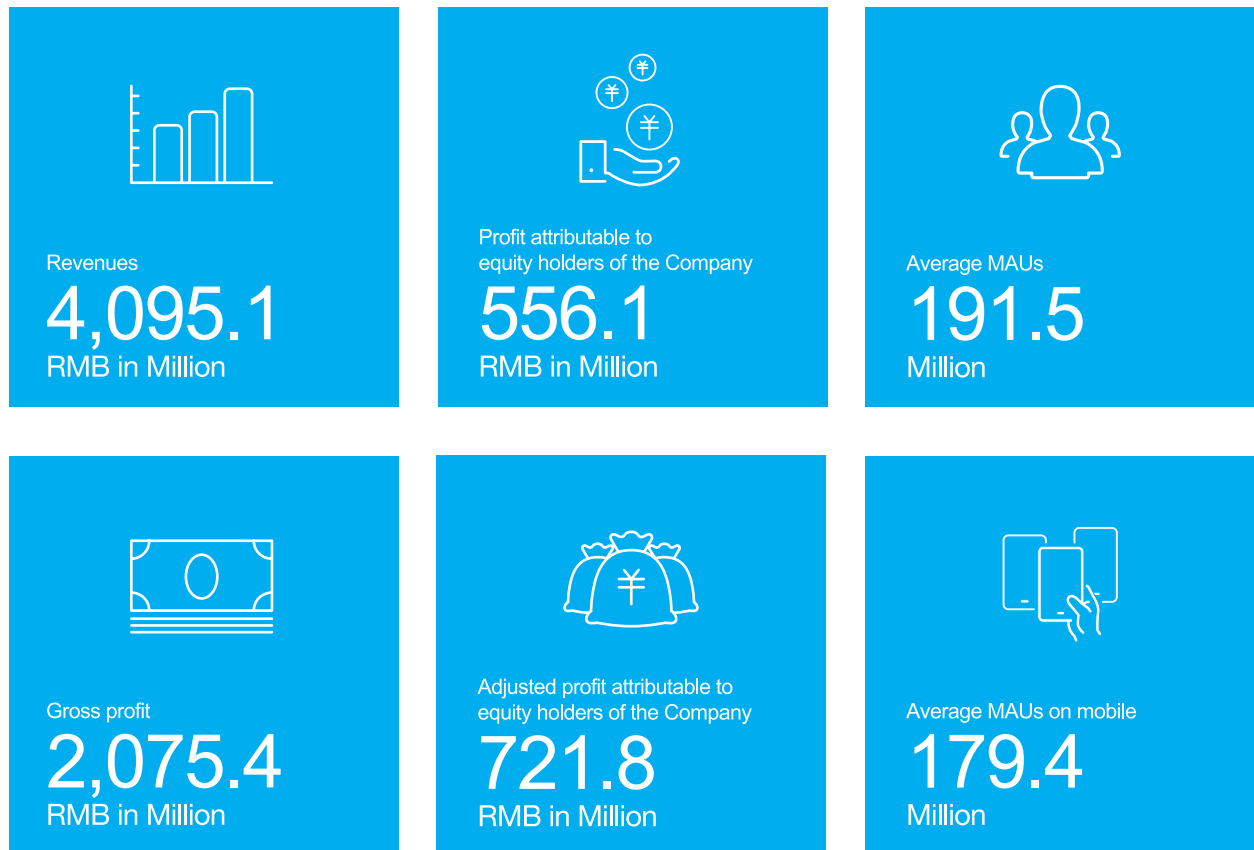 Revenues
4,095.1
RMB in Million
Profit attributable to
equity holders of the Company
556.1
RMB in Million
Average MAUs
191.5
Million
Gross profit
2,075.4
RMB in Million
Adjusted profit attributable to
equity holders of the Company
721.8
RMB in Million
Average MAUs on mobile
179.4
Million